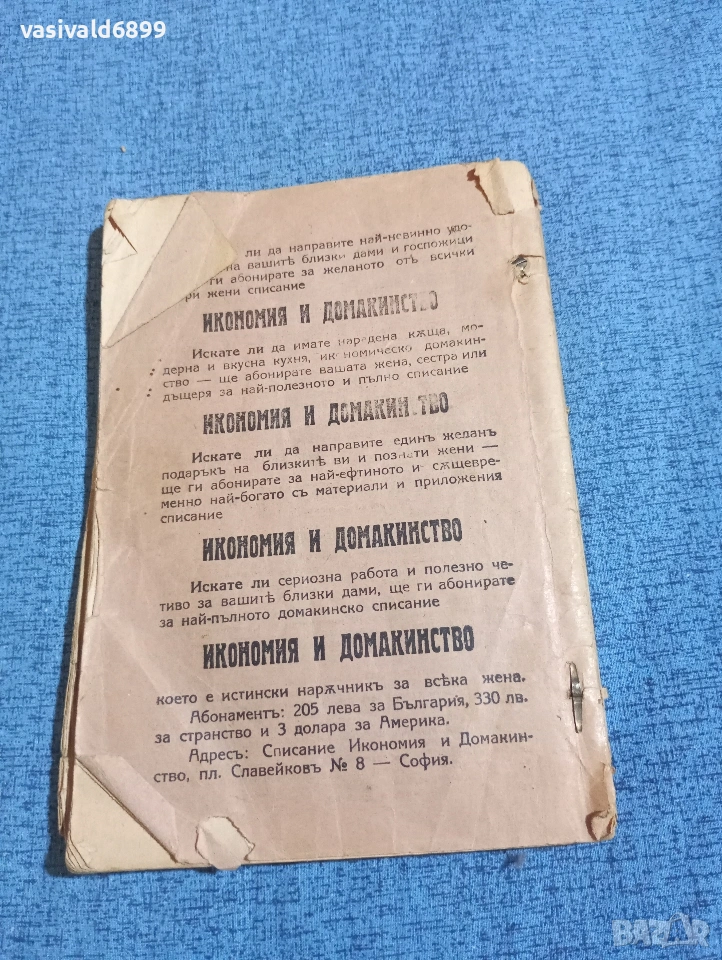 vasivald6899
ли да направите най-невинно удо-
на вашитѣ близки дами и госпожици
ги абонирате за желаното отъ всички
ри жени списание
ИКОНОМИЯ И ДОМАКИНСТВО
Искате ли да имате наредена кѫща, мо-
дерна и вкусна кухня, икономическо домакин-
ство — ще абонирате вашата жена, сестра или
дъщеря за най-полезното и пълно списание
ИКОНОМИЯ И ДОМАКИНСТВО
Искате ли да направите единъ желанъ
подаръкъ на близкитѣ ви и познати жени —
ще ги абонирате за най-ефтиното и сѫщевре-
менно най-богато съ материали и приложения
списание
ИКОНОМИЯ И ДОМАКИНСТВО
Искате ли сериозна работа и полезно че-
тиво за вашитѣ близки дами, ще ги абонирате
за най-пълното домакинско списание
ИКОНОМИЯ И ДОМАКИНСТВО
което е истински нарѫчникъ за всѣка жена.
Абонаментъ: 205 лева за България, 330 лв.
за странство и 3 долара за Америка.
Адресъ: Списание Икономия и Домакин-
ство, пл. Славейковъ № 8 — София.
BAZAR